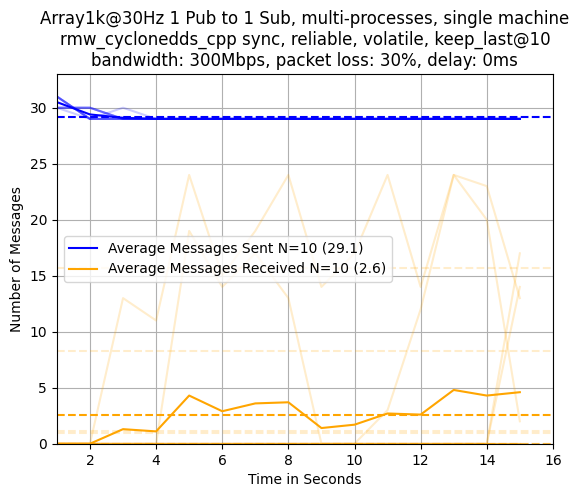 Array1k@30Hz 1 Pub to 1 Sub, multi-processes, single machine
rmw_cyclonedds_cpp sync, reliable, volatile, keep_last@10
bandwidth: 300Mbps, packet loss: 30%, delay: 0ms
30
25
20
15
10
5
0
Number of Messages
Average Messages Sent N=10 (29.1)
Average Messages Received N=10 (2.6)
2 4 6 8 10 12 14 16
Time in Seconds